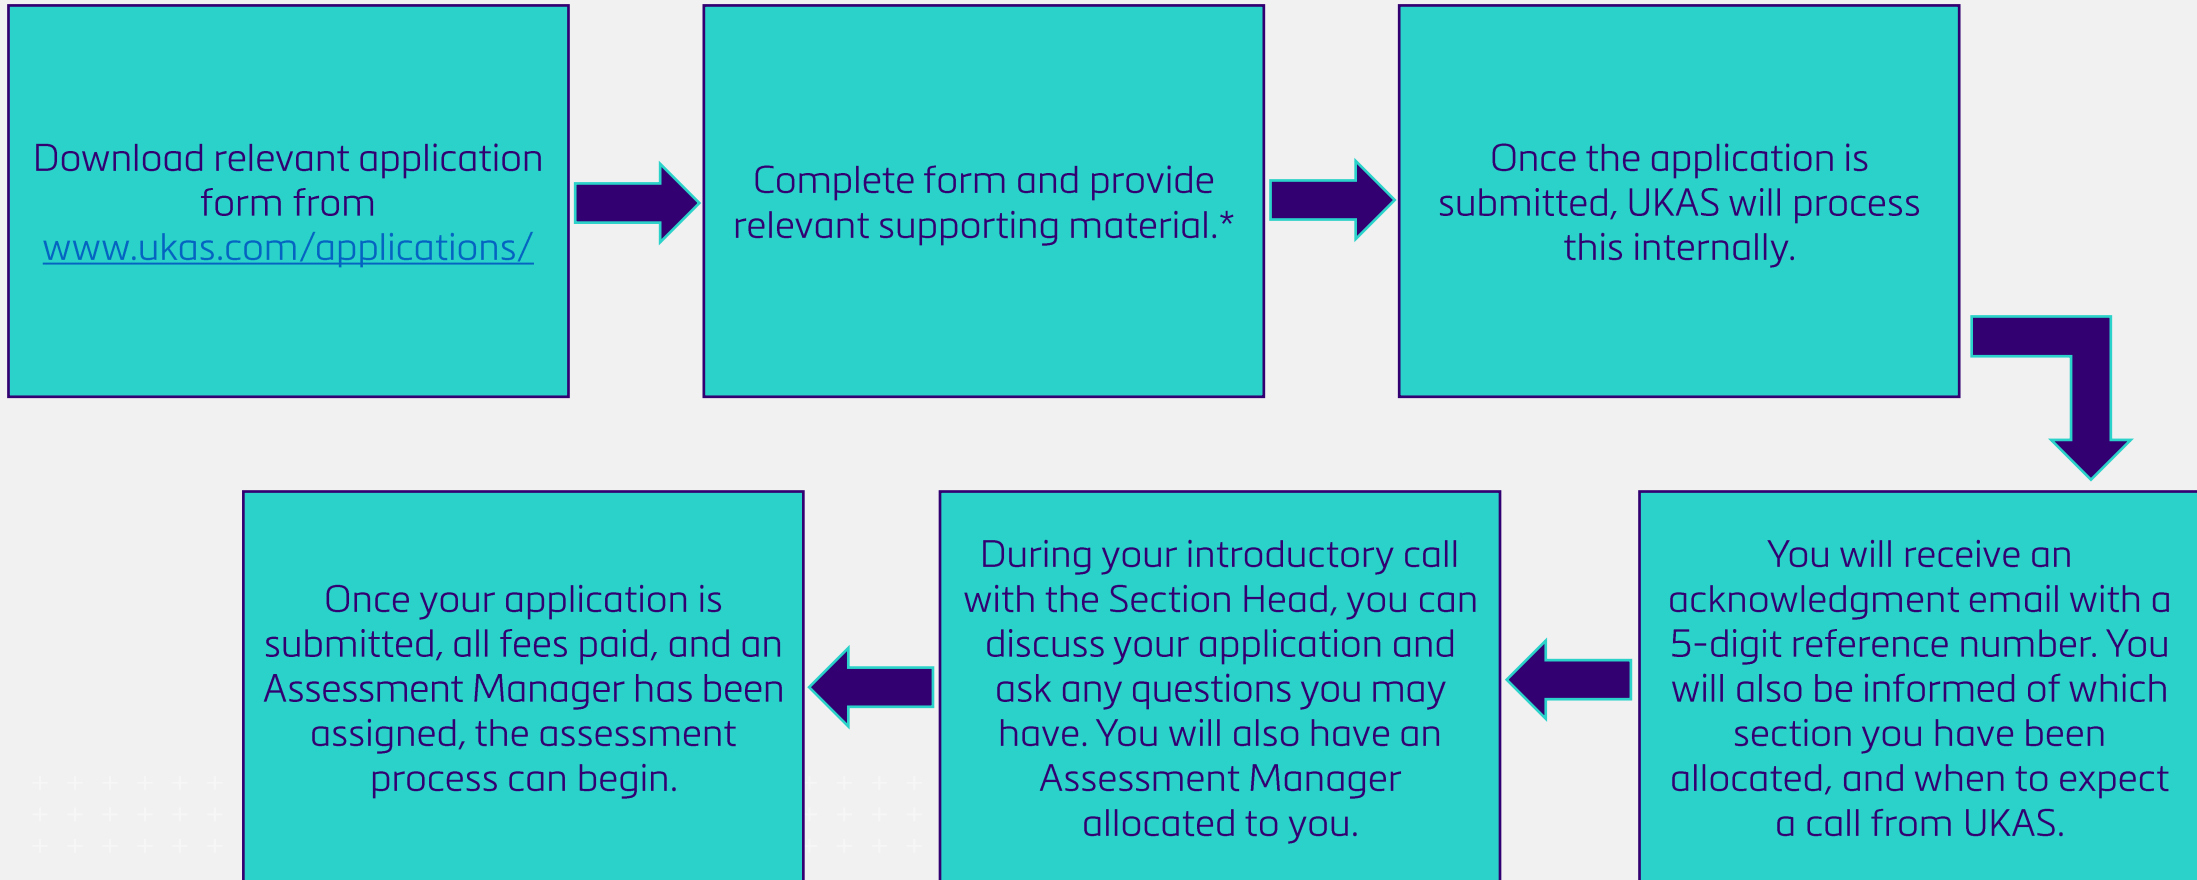 Download relevant application
form from
www.ukas.com/applications/
Complete form and provide
relevant supporting material.*
Once the application is
submitted, UKAS will process
this internally.
You will receive an
acknowledgment email with a
5-digit reference number. You
will also be informed of which
section you have been
allocated, and when to expect
a call from UKAS.
During your introductory call
with the Section Head, you can
discuss your application and
ask any questions you may
have. You will also have an
Assessment Manager
allocated to you.
Once your application is
submitted, all fees paid, and an
Assessment Manager has been
assigned, the assessment
process can begin.